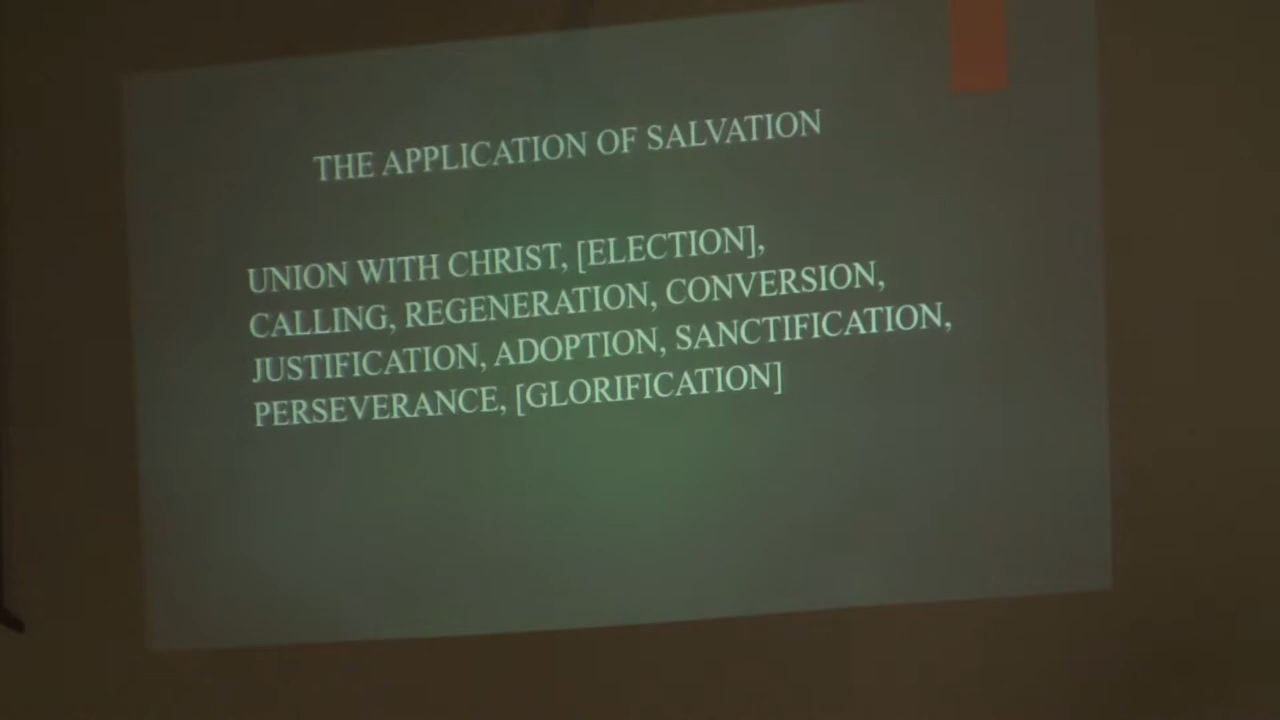 THE APPLICATION OF SALVATION
UNION WITH CHRIST, [ELECTION],
CALLING, REGENERATION, CONVERSION,
JUSTIFICATION, ADOPTION, SANCTIFICATION,
PERSEVERANCE, [GLORIFICATION]